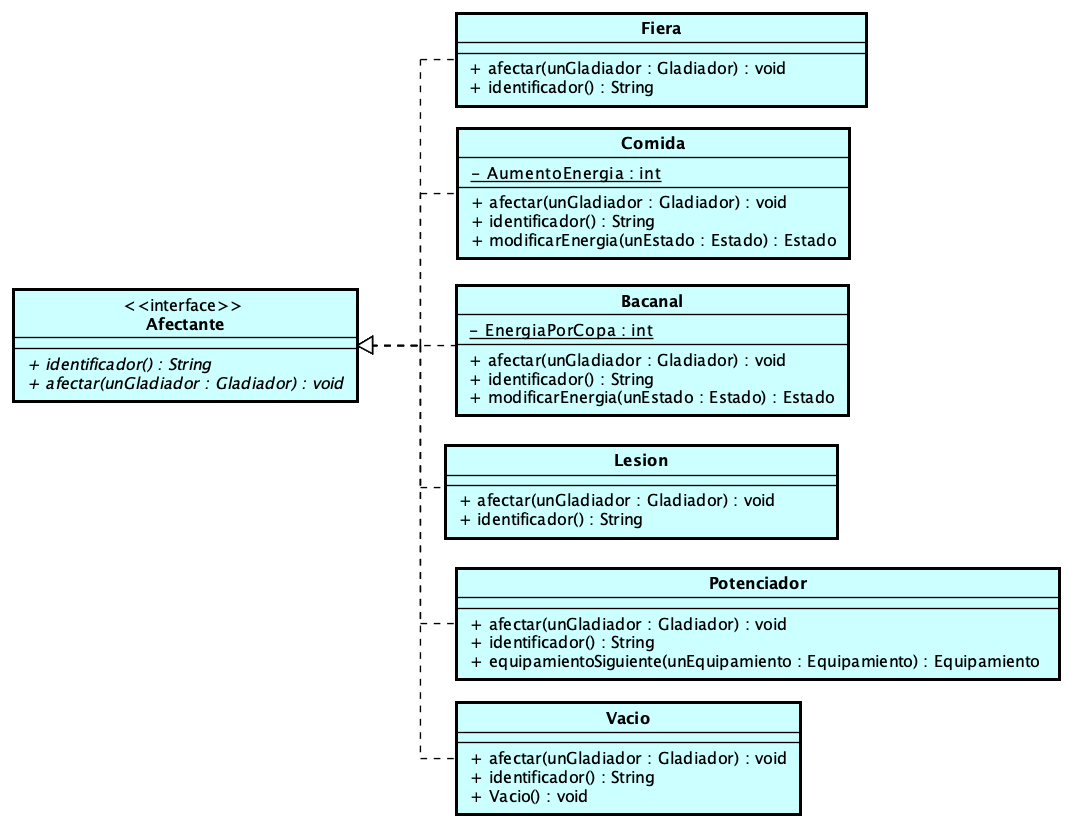 Fiera
+ afectar(unGladiador : Gladiador) : void
+ identificador() : String
Comida
- AumentoEnergia : int
+ afectar(unGladiador : Gladiador) : void
+ identificador() : String
+ modificarEnergia(unEstado : Estado) : Estado
<<interface>>
Afectante
+ identificador() : String
+ afectar(unGladiador : Gladiador) : void
Bacanal
- EnergiaPorCopa : int
+ afectar(unGladiador : Gladiador) : void
+ identificador() : String
+ modificarEnergia(unEstado : Estado) : Estado
Lesion
+ afectar(unGladiador : Gladiador) : void
+ identificador() : String
Potenciador
+ afectar(unGladiador : Gladiador) : void
+ identificador() : String
+ equipamientoSiguiente(unEquipamiento : Equipamiento) : Equipamiento
Vacio
+ afectar(unGladiador : Gladiador) : void
+ identificador() : String
+ Vacio() : void